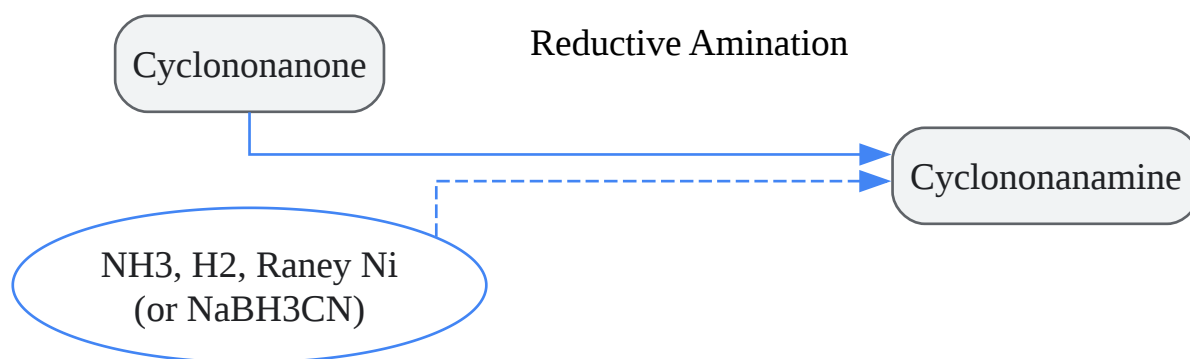 Reductive Amination
Cyclononanone
Cyclononanamine
NH3, H2, Raney Ni
(or NaBH3CN)